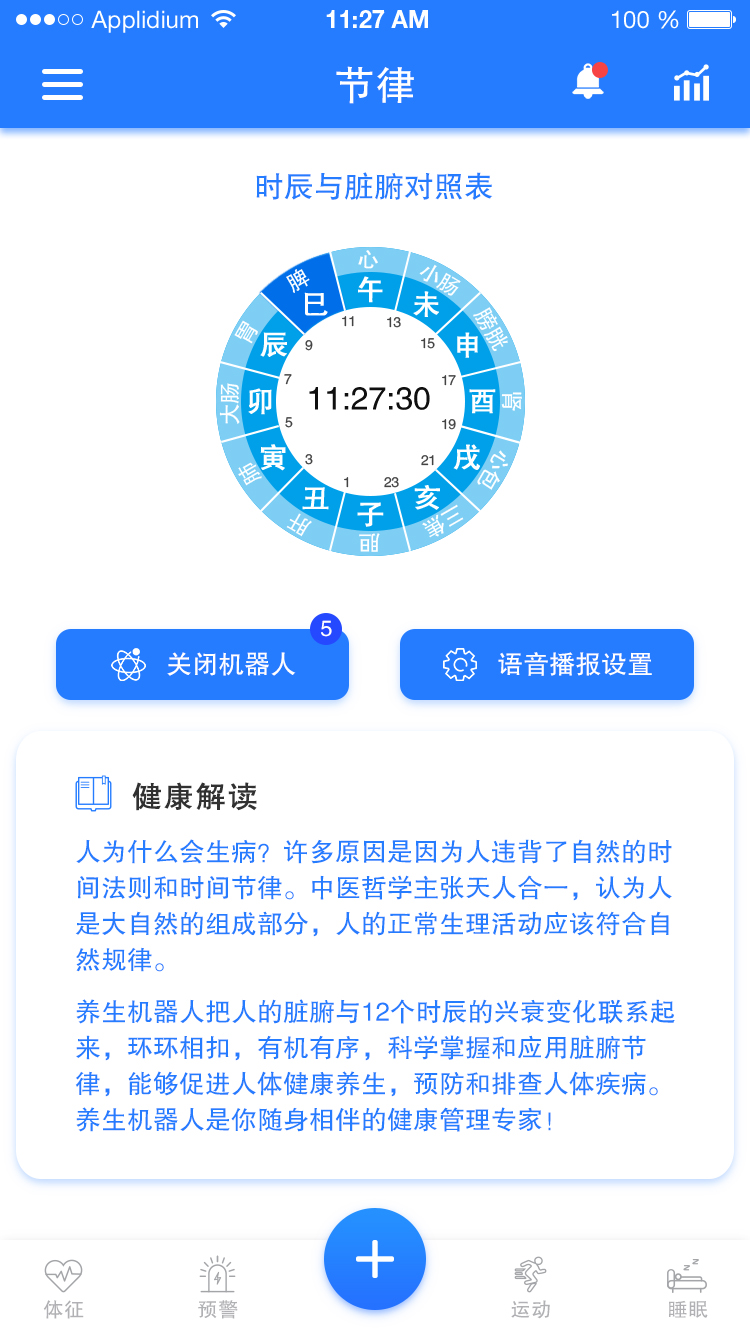 Applidium 11:27 AM 100 %
节律
时辰与脏腑对照表
心
小肠
膀胱
肾
心包
三焦
胆
肝
肺
大肠
胃
脾
午
未
申
酉
戌
亥
子
丑
寅
卯
辰
巳
11 13
9 15
7 17
11:27:30
5 19
3 21
1 23
5
关闭机器人 语音播报设置
健康解读
人为什么会生病?许多原因是因为人违背了自然的时
间法则和时间节律。中医哲学主张天人合一，认为人
是大自然的组成部分，人的正常生理活动应该符合自
然规律。
养生机器人把人的脏腑与12个时辰的兴衰变化联系起
来，环环相扣，有机有序，科学掌握和应用脏腑节
律，能够促进人体健康养生，预防和排查人体疾病。
养生机器人是你随身相伴的健康管理专家!
体征 预警 运动 睡眠